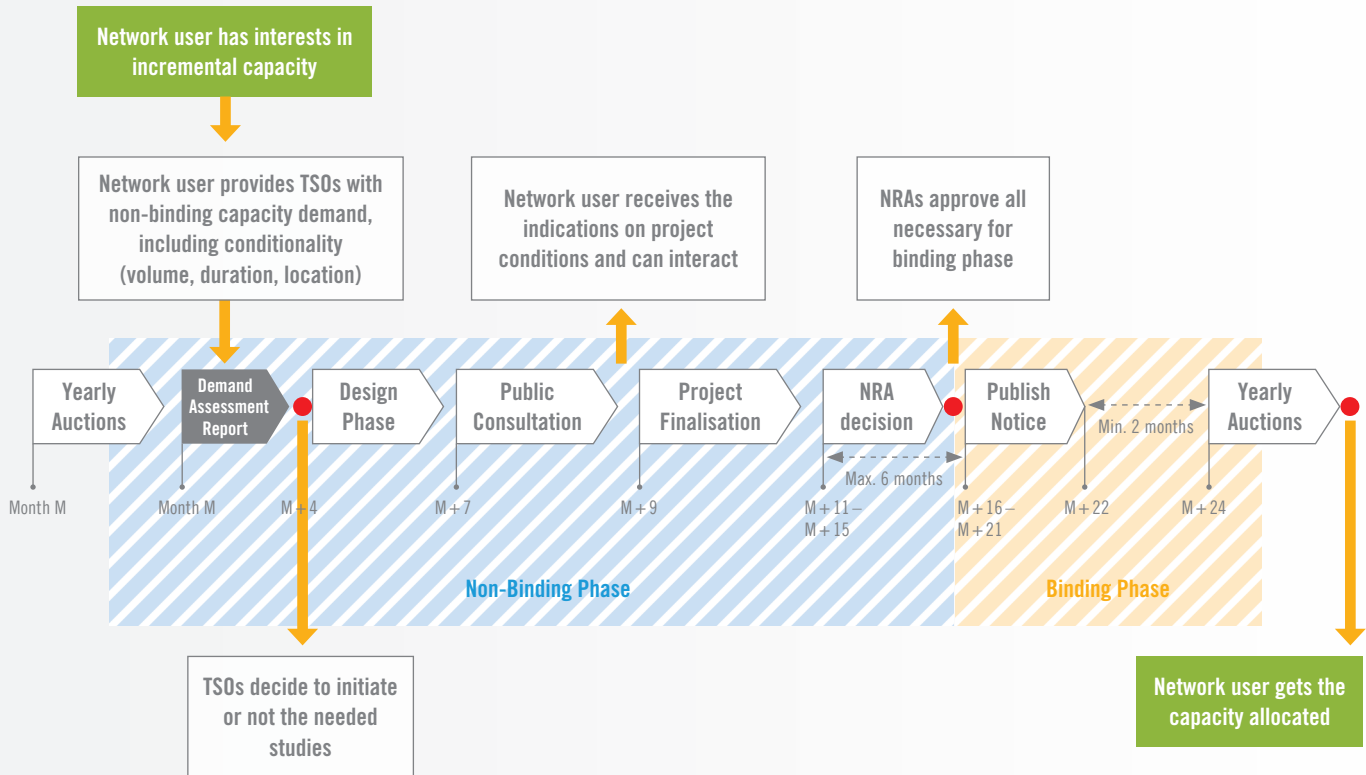 Network user has interests in
incremental capacity
Network user provides TSOs with
non-binding capacity demand,
including conditionality
(volume, duration, location)
Network user receives the
indications on project
conditions and can interact
NRAs approve all
necessary for
binding phase
Yearly
Auctions
Demand
Assessment
Report
Design
Phase
Public
Consultation
Project
Finalisation
NRA
decision
Publish
Notice
Min. 2 months
Yearly
Auctions
Max. 6 months
Month M
Month M
M + 4
M + 7
M + 9
M + 11 –
M + 15
M + 16 –
M + 21
M + 22
M + 24
Non-Binding Phase
Binding Phase
TSOs decide to initiate
or not the needed
studies
Network user gets the
capacity allocated